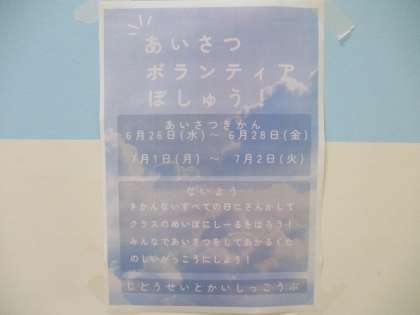 あいさつ
ボランティア
ぼしゅう！
あいさつきかん
6月26日(水)～6月28日(金)
7月1日(月)～7月2日(火)
ないよう
きかんないすべての日にさんかして
クラスのめいぼにしーるをはろう！
みんなであいさつをしてあかるくた
のしいがっこうにしよう！
じどうせいとかいしっこうぶ